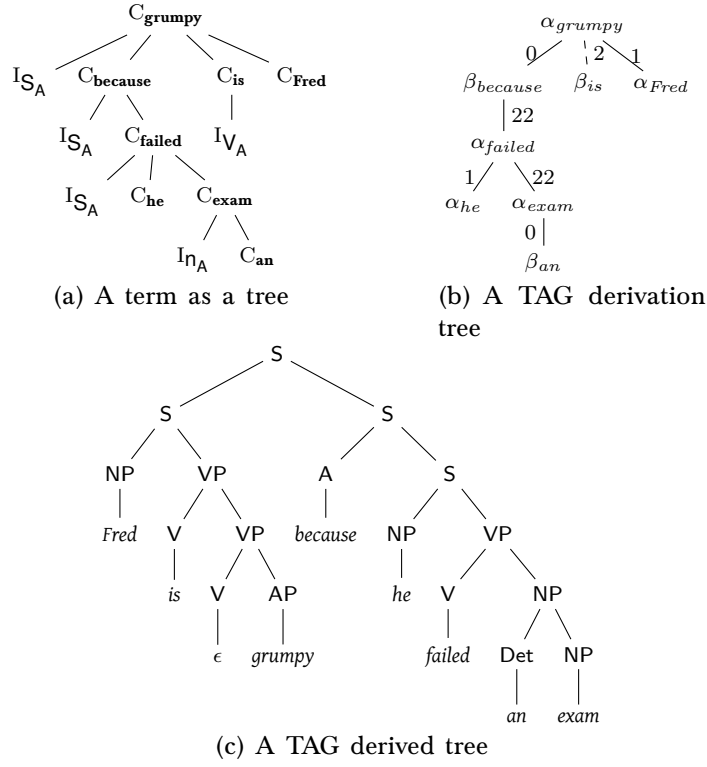 C_grumpy
α_grumpy
0 2 1
I_S_A C_because C_is C_Fred
β_because β_is α_Fred
22
I_S_A C_failed I_V_A
α_failed
1 22
I_S_A C_he C_exam
α_he α_exam
0
I_n_A C_an
β_an
(a) A term as a tree
(b) A TAG derivation
tree
S
S S
NP VP A S
Fred V VP because NP VP
is V AP he V NP
ϵ grumpy failed Det NP
an exam
(c) A TAG derived tree